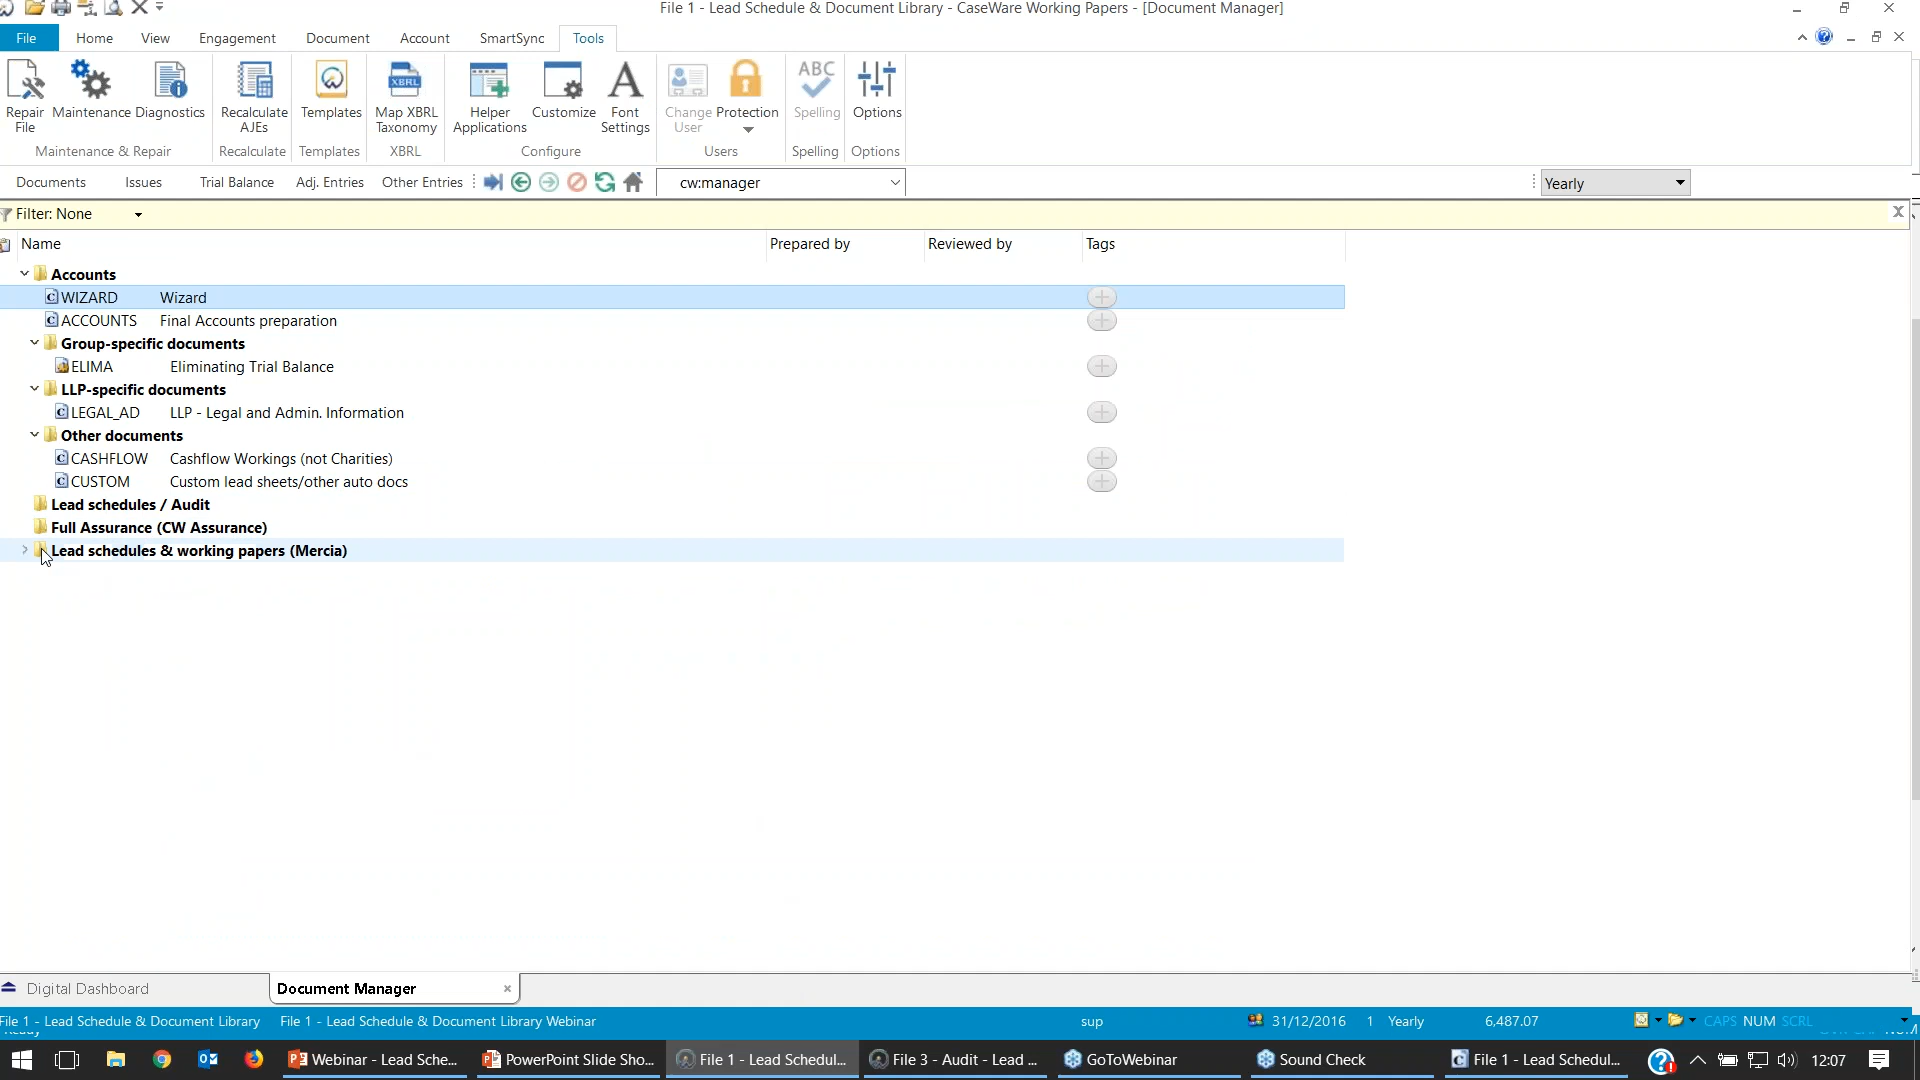 File 1 - Lead Schedule & Document Library - CaseWare Working Papers - [Document Manager]
File Home View Engagement Document Account SmartSync Tools
Repair File Maintenance Diagnostics Recalculate AJEs Templates Map XBRL Taxonomy Helper Applications Customize Font Settings Change User Protection ABC Spelling Options
Maintenance & Repair Recalculate Templates XBRL Configure Users Spelling Options
Documents Issues Trial Balance Adj. Entries Other Entries cw:manager Yearly
Filter: None X
Name Prepared by Reviewed by Tags
Accounts
WIZARD Wizard
ACCOUNTS Final Accounts preparation
Group-specific documents
ELIMA Eliminating Trial Balance
LLP-specific documents
LEGAL_AD LLP - Legal and Admin. Information
Other documents
CASHFLOW Cashflow Workings (not Charities)
CUSTOM Custom lead sheets/other auto docs
Lead schedules / Audit
Full Assurance (CW Assurance)
Lead schedules & working papers (Mercia)
Digital Dashboard Document Manager
File 1 - Lead Schedule & Document Library File 1 - Lead Schedule & Document Library Webinar sup 31/12/2016 1 Yearly 6,487.07 CAPS NUM SCRL
Webinar - Lead Sche... PowerPoint Slide Sho... File 1 - Lead Schedul... File 3 - Audit - Lead ... GoToWebinar Sound Check File 1 - Lead Schedul... 12:07